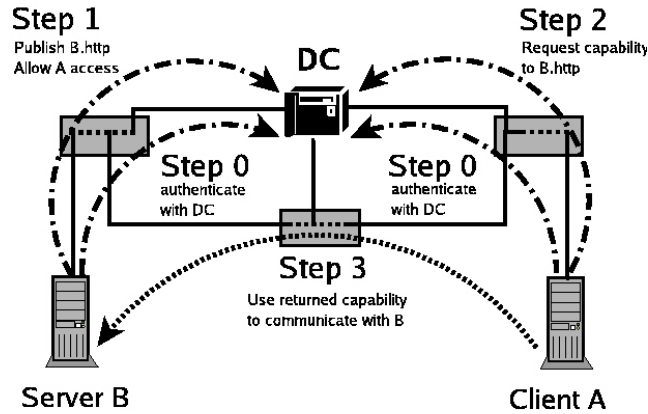 Step 1
Publish B.http
Allow A access
DC
Step 2
Request capability
to B.http
Step 0
authenticate
with DC
Step 0
authenticate
with DC
Step 3
Use returned capability
to communicate with B
Server B
Client A